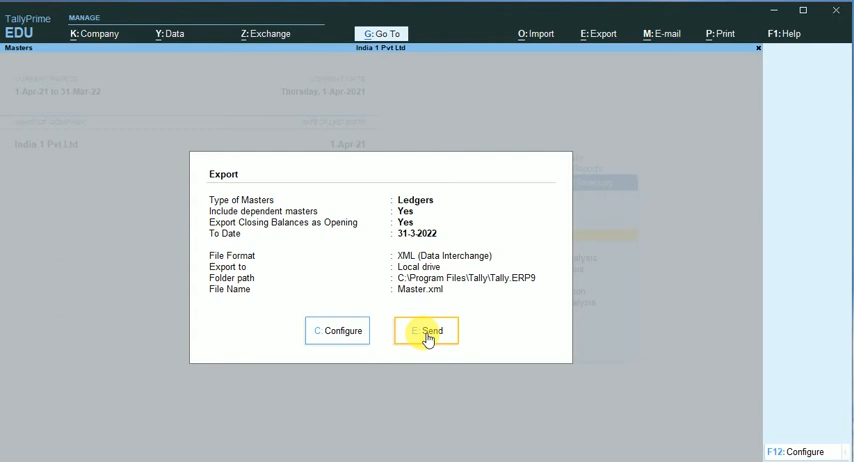 TallyPrime
EDU
MANAGE
K: Company
Y: Data
Z: Exchange
G: Go To
O: Import
E: Export
M: E-mail
P: Print
F1: Help
Masters
India 1 Pvt Ltd
CURRENT PERIOD
1-Apr-21 to 31-Mar-22
CURRENT DATE
Thursday, 1-Apr-2021
NAME OF COMPANY
DATE OF LAST ENTRY
India 1 Pvt Ltd
1-Apr-21
Export
Type of Masters : Ledgers
Include dependent masters : Yes
Export Closing Balances as Opening : Yes
To Date : 31-3-2022
File Format : XML (Data Interchange)
Export to : Local drive
Folder path : C:\Program Files\Tally\Tally.ERP9
File Name : Master.xml
C: Configure
E: Send
F12: Configure